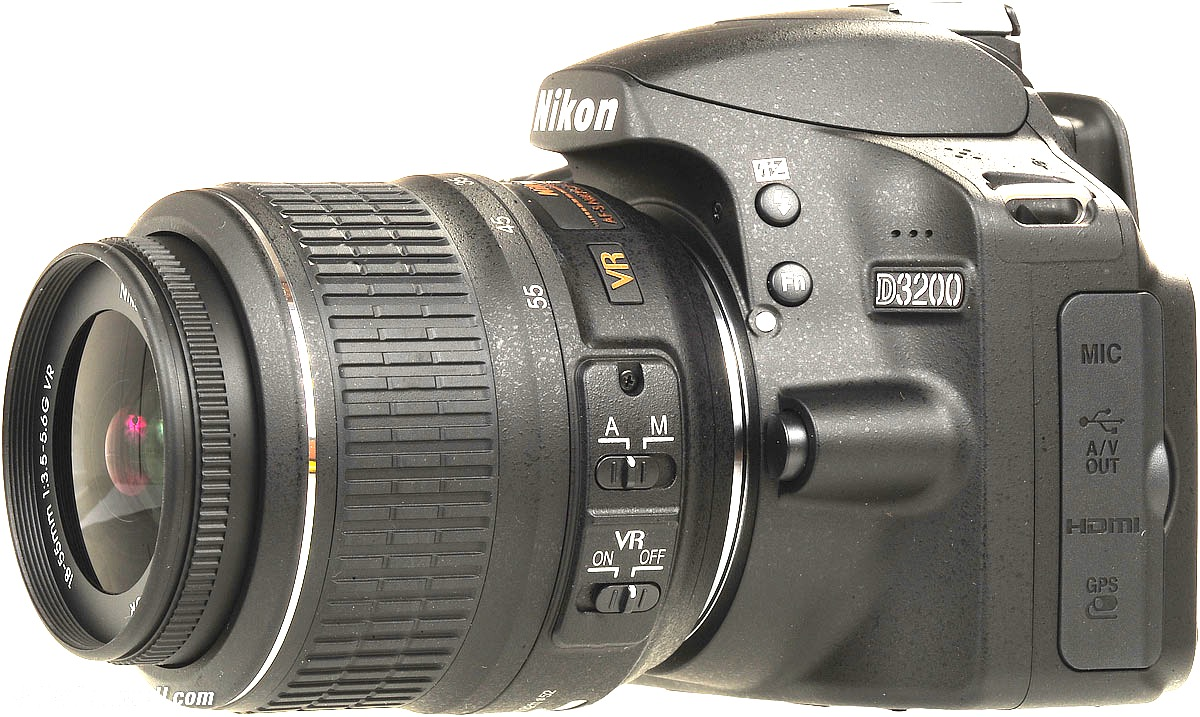 Nikon
D3200
Fn
MIC
A/V
OUT
HDMI
GPS
45
55
VR
A M
VR
ON OFF
18-55mm 1:3.5-5.6G VR
.com